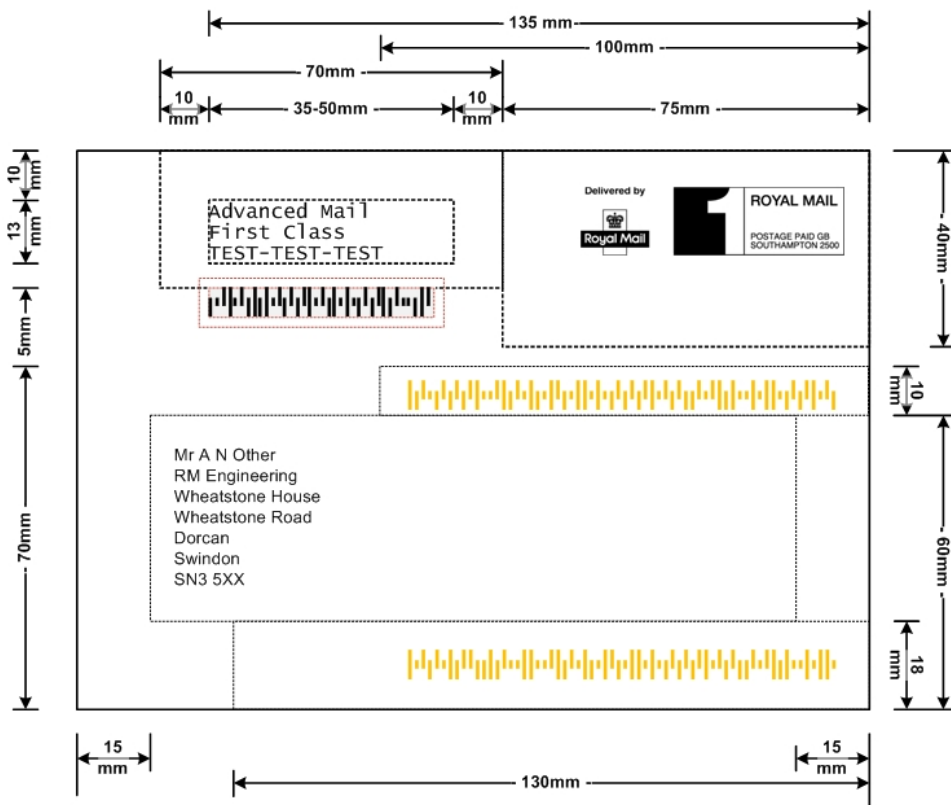 135 mm
100mm
70mm
10 mm
35-50mm
10 mm
75mm
10 mm
13 mm
5mm
70mm
Advanced Mail
First Class
TEST-TEST-TEST
Delivered by
Royal Mail
1
ROYAL MAIL
POSTAGE PAID GB
SOUTHAMPTON 2500
40mm
10 mm
Mr A N Other
RM Engineering
Wheatstone House
Wheatstone Road
Dorcan
Swindon
SN3 5XX
60mm
18 mm
15 mm
130mm
15 mm